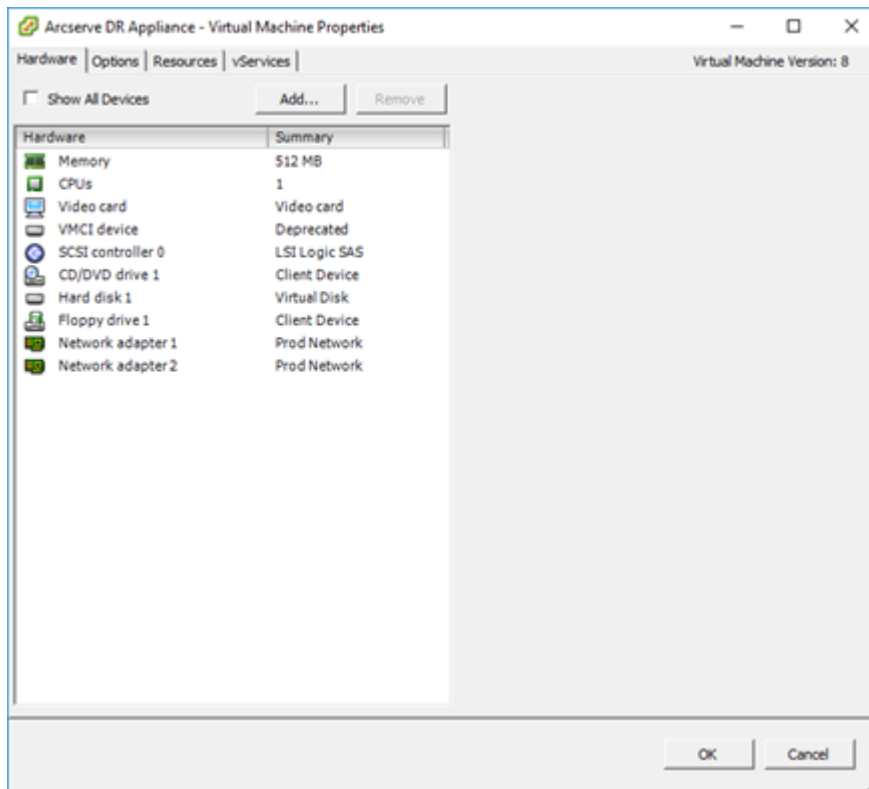 Arcserve DR Appliance - Virtual Machine Properties
Hardware Options Resources vServices Virtual Machine Version: 8
Show All Devices Add... Remove
Hardware Summary
Memory 512 MB
CPUs 1
Video card Video card
VMCI device Deprecated
SCSI controller 0 LSI Logic SAS
CD/DVD drive 1 Client Device
Hard disk 1 Virtual Disk
Floppy drive 1 Client Device
Network adapter 1 Prod Network
Network adapter 2 Prod Network
OK Cancel